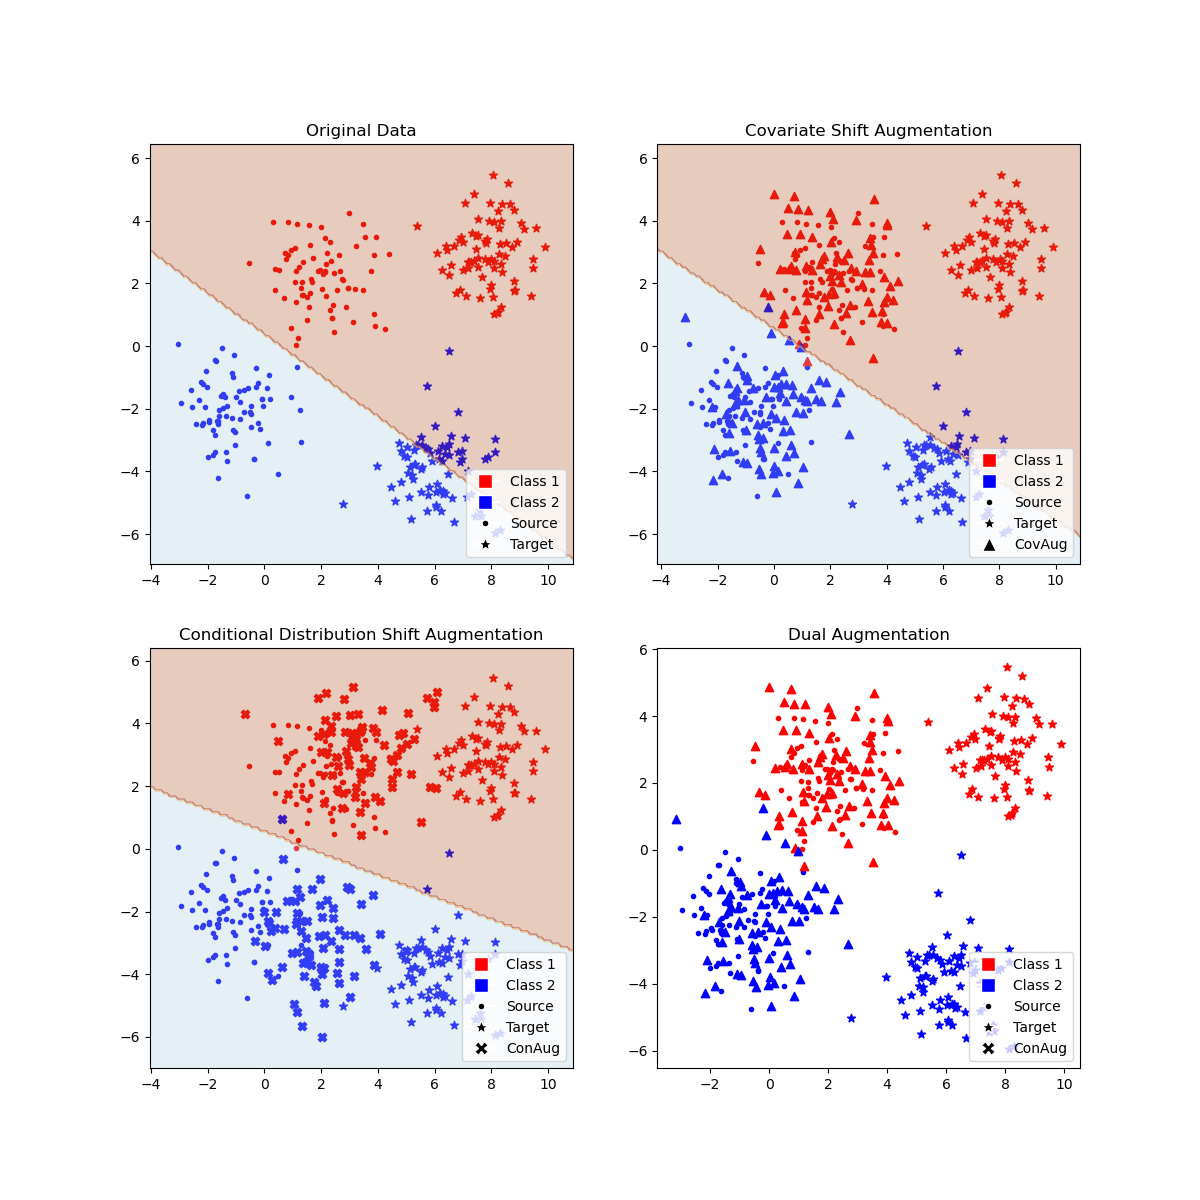 Original Data
6
4
2
0
−2
−4
−6
−4
−2
0
2
4
6
8
10
Class 1
Class 2
Source
Target
Covariate Shift Augmentation
6
4
2
0
−2
−4
−6
−4
−2
0
2
4
6
8
10
Class 1
Class 2
Source
Target
CovAug
Conditional Distribution Shift Augmentation
6
4
2
0
−2
−4
−6
−4
−2
0
2
4
6
8
10
Class 1
Class 2
Source
Target
ConAug
Dual Augmentation
6
4
2
0
−2
−4
−6
−2
0
2
4
6
8
10
Class 1
Class 2
Source
Target
ConAug